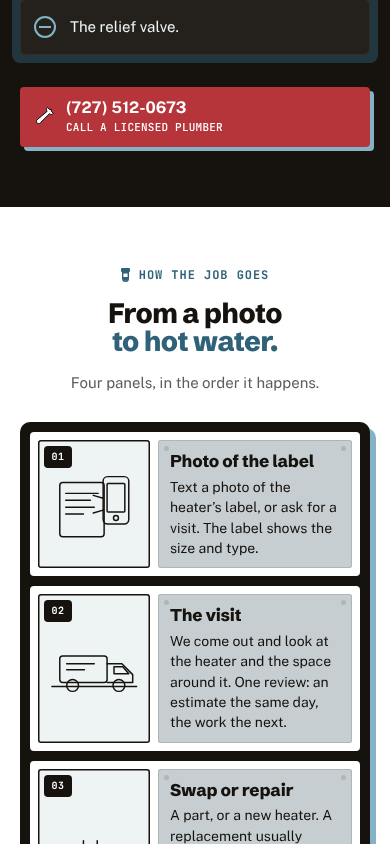 The relief valve.
(727) 512-0673
CALL A LICENSED PLUMBER
HOW THE JOB GOES
From a photo
to hot water.
Four panels, in the order it happens.
01
Photo of the label
Text a photo of the
heater’s label, or ask for a
visit. The label shows the
size and type.
02
The visit
We come out and look at
the heater and the space
around it. One review: an
estimate the same day,
the work the next.
03
Swap or repair
A part, or a new heater. A
replacement usually